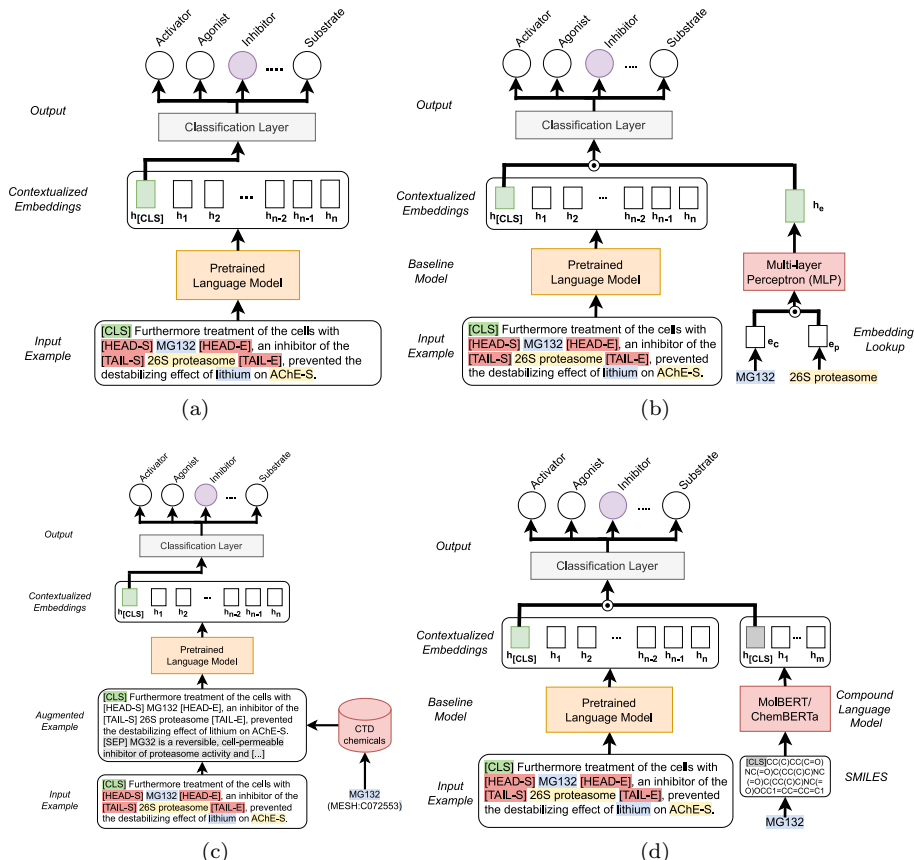 Activator
Agonist
Inhibitor
Substrate
Output
Classification Layer
Contextualized
Embeddings
h[CLS] h1 h2 hn-2 hn-1 hn
Pretrained
Language Model
Input
Example
[CLS] Furthermore treatment of the cells with
[HEAD-S] MG132 [HEAD-E], an inhibitor of the
[TAIL-S] 26S proteasome [TAIL-E], prevented the
destabilizing effect of lithium on AChE-S.
(a)
Activator
Agonist
Inhibitor
Substrate
Output
Classification Layer
Contextualized
Embeddings
h[CLS] h1 h2 hn-2 hn-1 hn
he
Baseline
Model
Pretrained
Language Model
Multi-layer
Perceptron (MLP)
Input
Example
[CLS] Furthermore treatment of the cells with
[HEAD-S] MG132 [HEAD-E], an inhibitor of the
[TAIL-S] 26S proteasome [TAIL-E], prevented the
destabilizing effect of lithium on AChE-S.
ec
ep
Embedding
Lookup
MG132
26S proteasome
(b)
Activator
Agonist
Inhibitor
Substrate
Output
Classification Layer
Contextualized
Embeddings
h[CLS] h1 h2 hn-2 hn-1 hn
Pretrained
Language Model
Augmented
Example
[CLS] Furthermore treatment of the cells with
[HEAD-S] MG132 [HEAD-E], an inhibitor of the
[TAIL-S] 26S proteasome [TAIL-E], prevented the
destabilizing effect of lithium on AChE-S.
[SEP] MG32 is a reversible, cell-permeable
inhibitor of proteasome activity and [...]
CTD
chemicals
Input
Example
[CLS] Furthermore treatment of the cells with
[HEAD-S] MG132 [HEAD-E], an inhibitor of the
[TAIL-S] 26S proteasome [TAIL-E], prevented the
destabilizing effect of lithium on AChE-S.
MG132
(MESH:C072553)
(c)
Activator
Agonist
Inhibitor
Substrate
Output
Classification Layer
Contextualized
Embeddings
h[CLS] h1 h2 hn-2 hn-1 hn
h[CLS] h1 hm
Baseline
Model
Pretrained
Language Model
MolBERT/
ChemBERTa
Compound
Language
Model
Input
Example
[CLS] Furthermore treatment of the cells with
[HEAD-S] MG132 [HEAD-E], an inhibitor of the
[TAIL-S] 26S proteasome [TAIL-E], prevented the
destabilizing effect of lithium on AChE-S.
[CLS]CC(C)CC(C=O)
NC(=O)C(CC(C)C)NC
(=O)C(CC(C)C)NC(=
O)OCC1=CC=CC=C1
SMILES
MG132
(d)